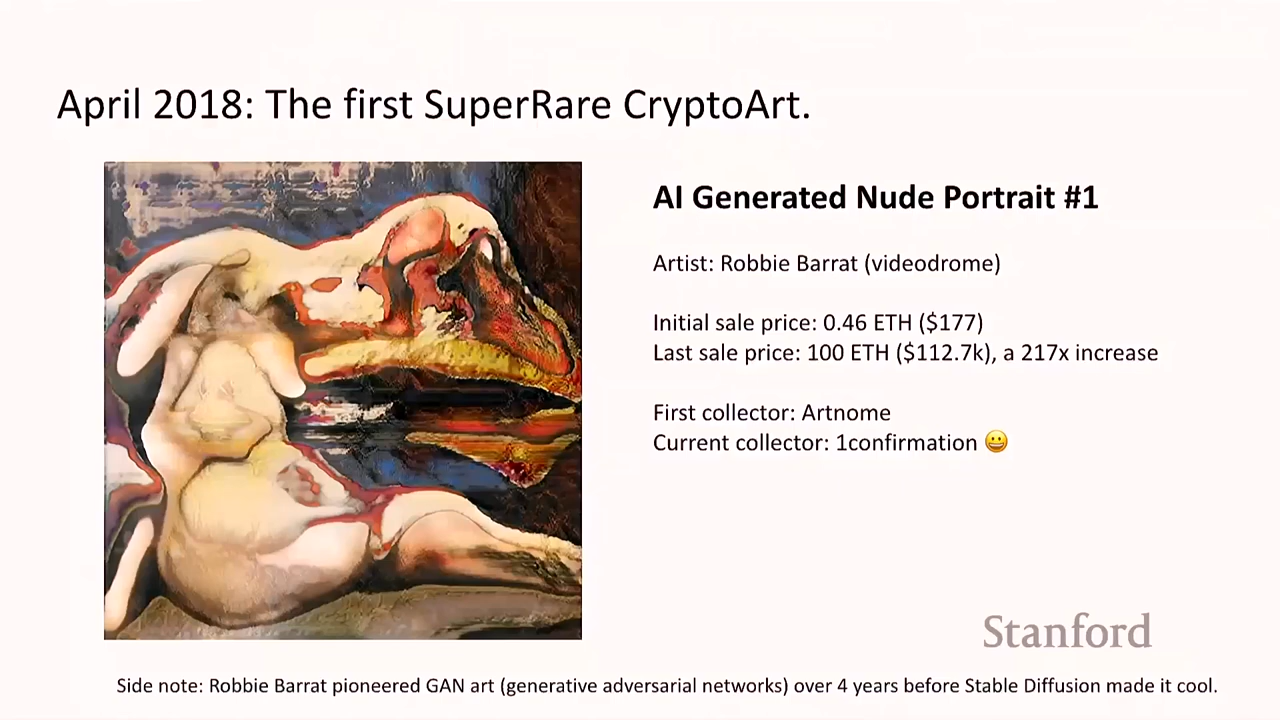 April 2018: The first SuperRare CryptoArt.
AI Generated Nude Portrait #1
Artist: Robbie Barrat (videodrome)
Initial sale price: 0.46 ETH ($177)
Last sale price: 100 ETH ($112.7k), a 217x increase
First collector: Artnome
Current collector: 1confirmation 😀
Stanford
Side note: Robbie Barrat pioneered GAN art (generative adversarial networks) over 4 years before Stable Diffusion made it cool.